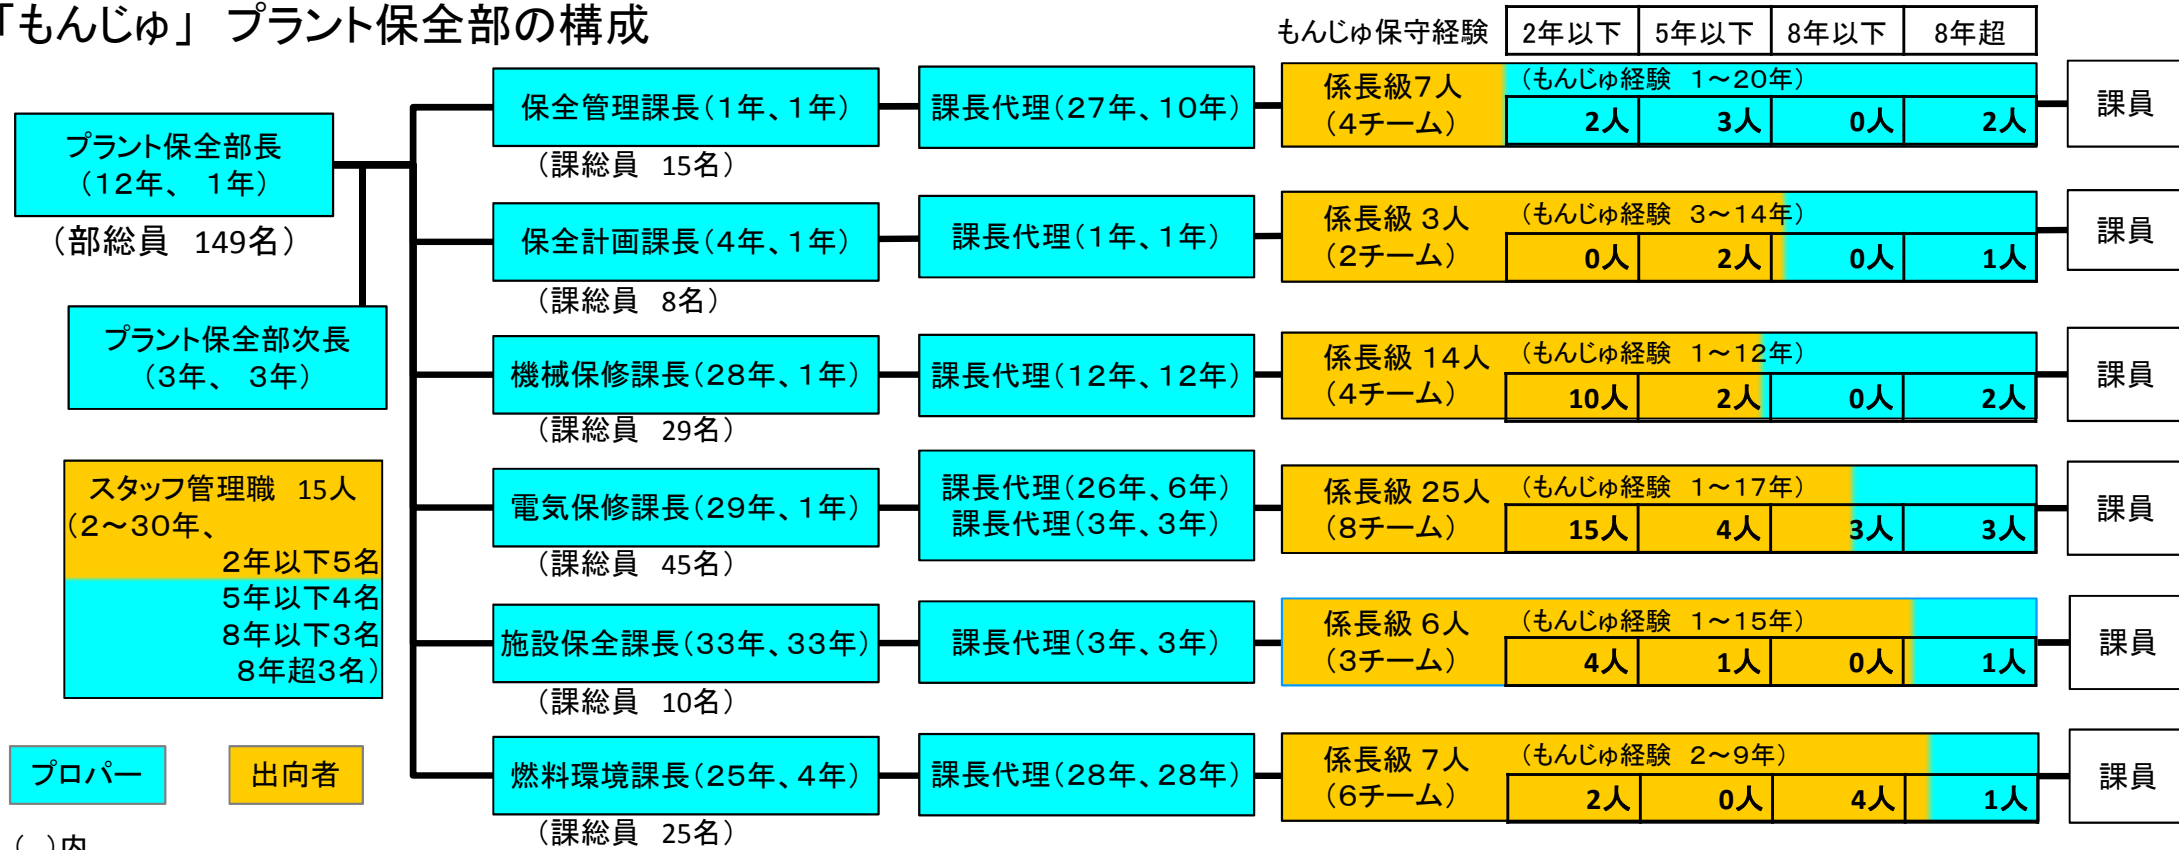 「もんじゅ」 プラント保全部の構成
もんじゅ保守経験 2年以下 5年以下 8年以下 8年超
プラント保全部長
（12年、 1年）
（部総員 149名）
プラント保全部次長
（3年、 3年）
スタッフ管理職 15人
（2～30年、
2年以下5名
5年以下4名
8年以下3名
8年超3名）
プロパー
出向者
（ ）内
保全管理課長（1年、1年）
（課総員 15名）
課長代理（27年、10年）
係長級7人
（4チーム）
（もんじゅ経験 1～20年）
2人 3人 0人 2人
課員
保全計画課長（4年、1年）
（課総員 8名）
課長代理（1年、1年）
係長級 3人
（2チーム）
（もんじゅ経験 3～14年）
0人 2人 0人 1人
課員
機械保修課長（28年、1年）
（課総員 29名）
課長代理（12年、12年）
係長級 14人
（4チーム）
（もんじゅ経験 1～12年）
10人 2人 0人 2人
課員
電気保修課長（29年、1年）
（課総員 45名）
課長代理（26年、6年）
課長代理（3年、3年）
係長級 25人
（8チーム）
（もんじゅ経験 1～17年）
15人 4人 3人 3人
課員
施設保全課長（33年、33年）
（課総員 10名）
課長代理（3年、3年）
係長級 6人
（3チーム）
（もんじゅ経験 1～15年）
4人 1人 0人 1人
課員
燃料環境課長（25年、4年）
（課総員 25名）
課長代理（28年、28年）
係長級 7人
（6チーム）
（もんじゅ経験 2～9年）
2人 0人 4人 1人
課員